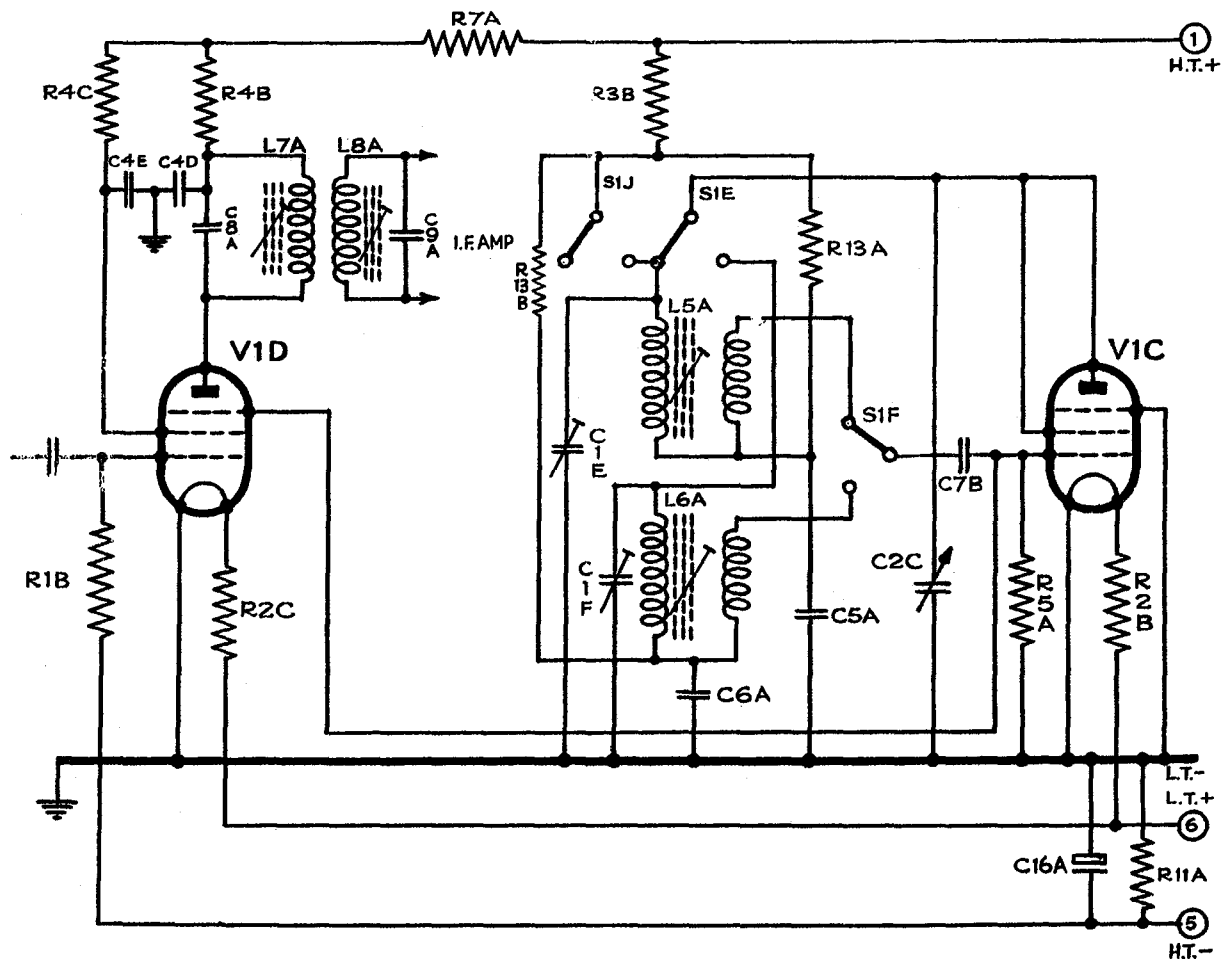 R7A
1
H.T.+
R4C
R4B
R3B
C4E
C4D
L7A
L8A
S1J
S1E
C8A
C9A
I.F. AMP
R13B
R13A
L5A
V1D
V1C
S1F
C1E
C7B
L6A
R1B
R2C
C1F
C2C
R5A
R2B
C5A
C6A
L.T.-
L.T.+
6
C16A
R11A
5
H.T.-